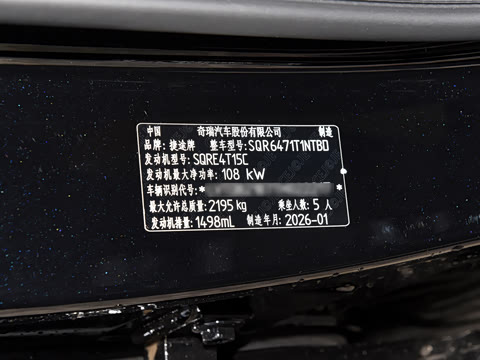 中国 奇瑞汽车股份有限公司 制造
品牌：捷途牌 整车型号：SQR6471T1NTBD
发动机型号：SQRE4T15C
发动机最大净功率：108 kW
车辆识别代号：* *
最大允许总质量：2195 kg 乘坐人数：5 人
发动机排量：1498mL 制造年月：2026-01